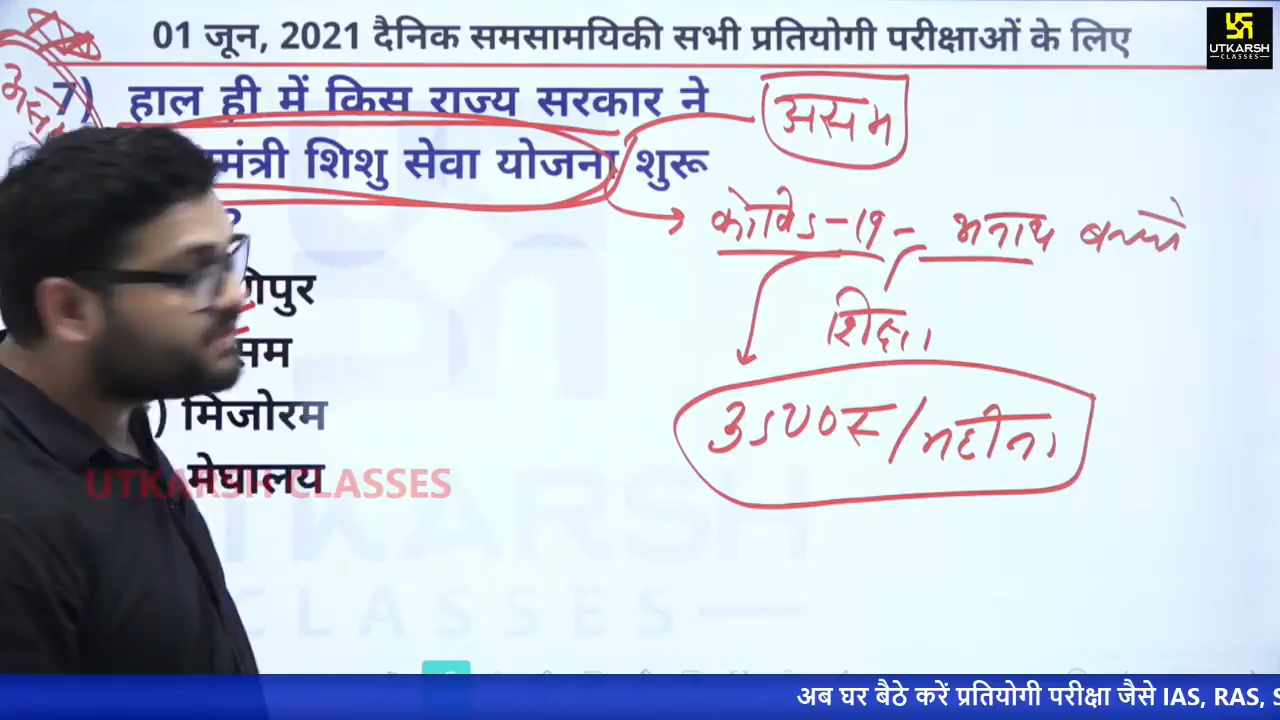 01 जून, 2021 दैनिक समसामयिकी सभी प्रतियोगी परीक्षाओं के लिए
UTKARSH
CLASSES
7) हाल ही में किस राज्य सरकार ने
असम
मंत्री शिशु सेवा योजना शुरू
कोविड-19 - अनाथ बच्चो
शिक्षा
3500रु/महीना
सम
) मिजोरम
मेघालय
UTKARSH CLASSES
अब घर बैठे करें प्रतियोगी परीक्षा जैसे IAS, RAS, S